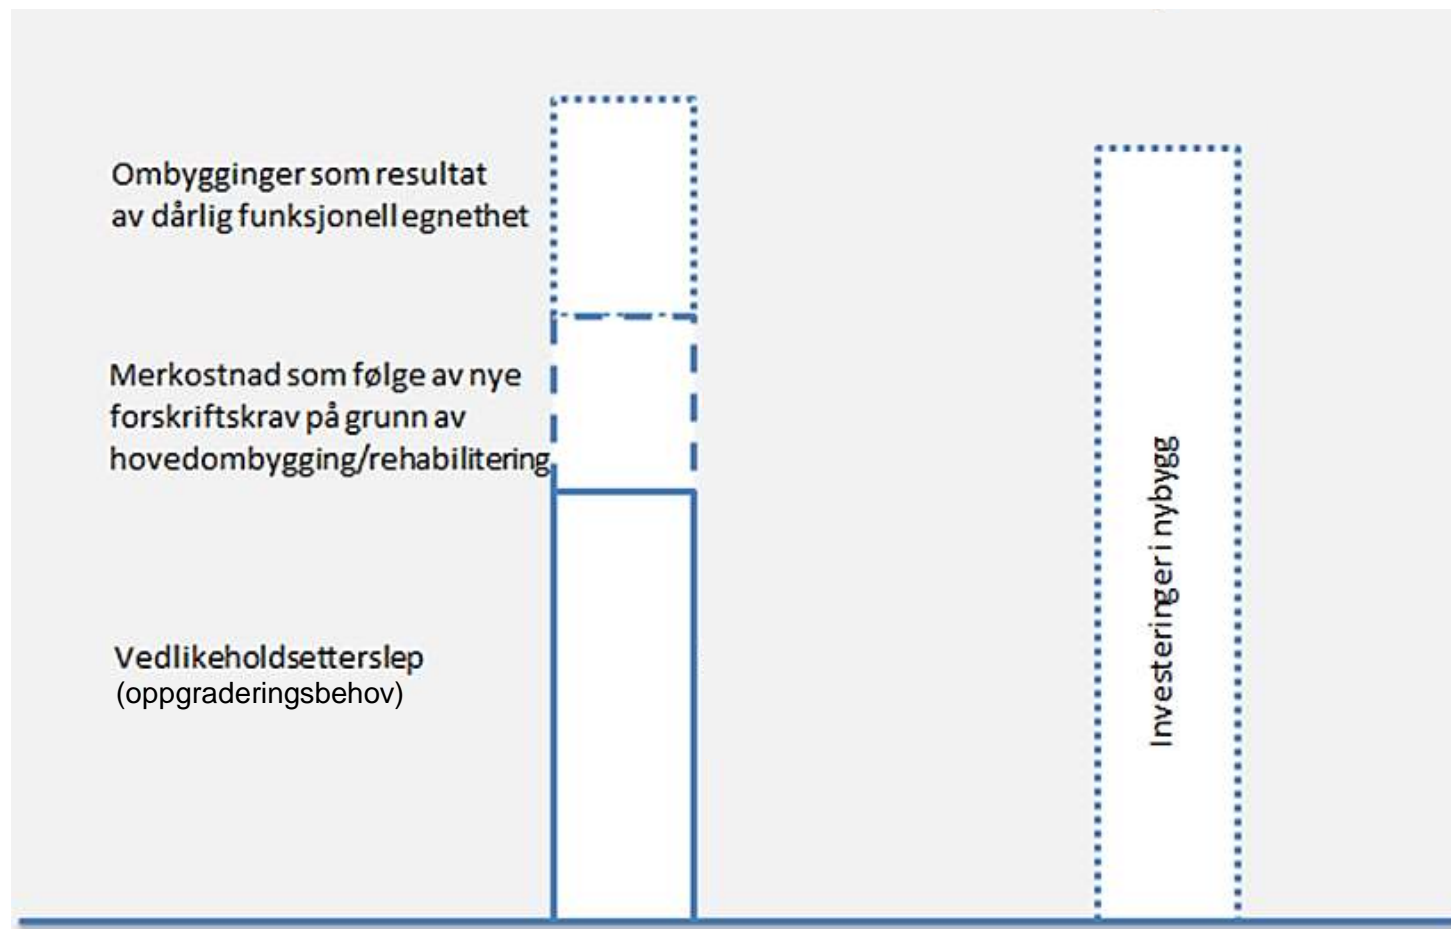 Ombygginger som resultat
av dårlig funksjonell egnethet
Merkostnad som følge av nye
forskriftskrav på grunn av
hovedombygging/rehabilitering
Vedlikeholdsetterslep
(oppgraderingsbehov)
Investeringer i nybygg